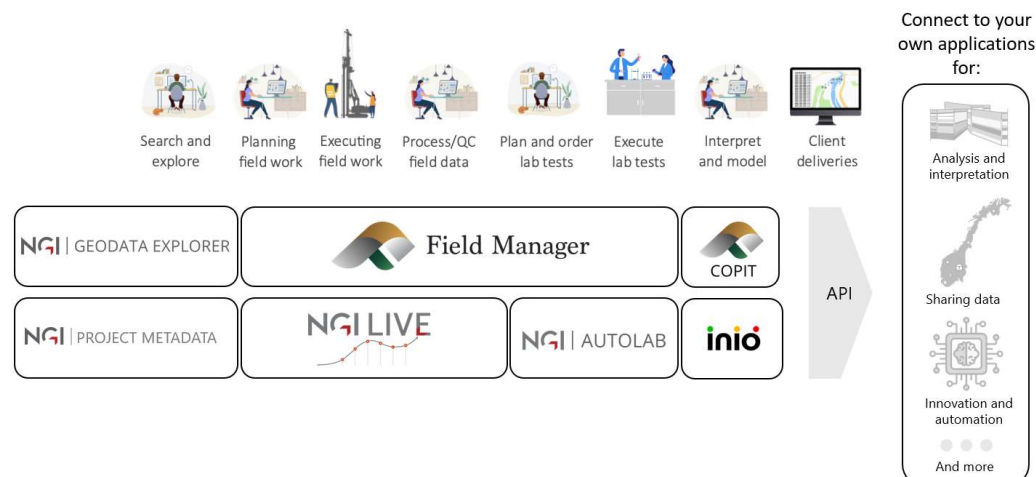 Connect to your
own applications
for:
Search and
explore
Planning
field work
Executing
field work
Process/QC
field data
Plan and order
lab tests
Execute
lab tests
Interpret
and model
Client
deliveries
Analysis and
interpretation
NGI | GEODATA EXPLORER
Field Manager
COPIT
API
Sharing data
NGI | PROJECT METADATA
NGI LIVE
NGI | AUTOLAB
inio
Innovation and
automation
And more